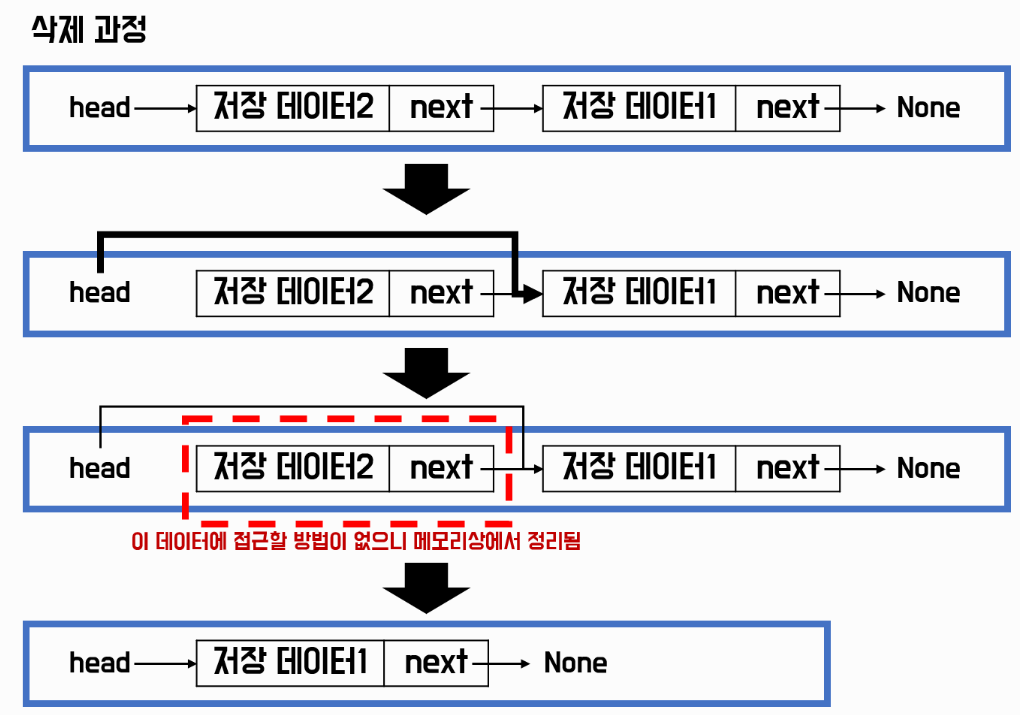 삭제 과정
head 저장 데이터2 next 저장 데이터1 next None
head 저장 데이터2 next 저장 데이터1 next None
head 저장 데이터2 next 저장 데이터1 next None
이 데이터에 접근할 방법이 없으니 메모리상에서 정리됨
head 저장 데이터1 next None